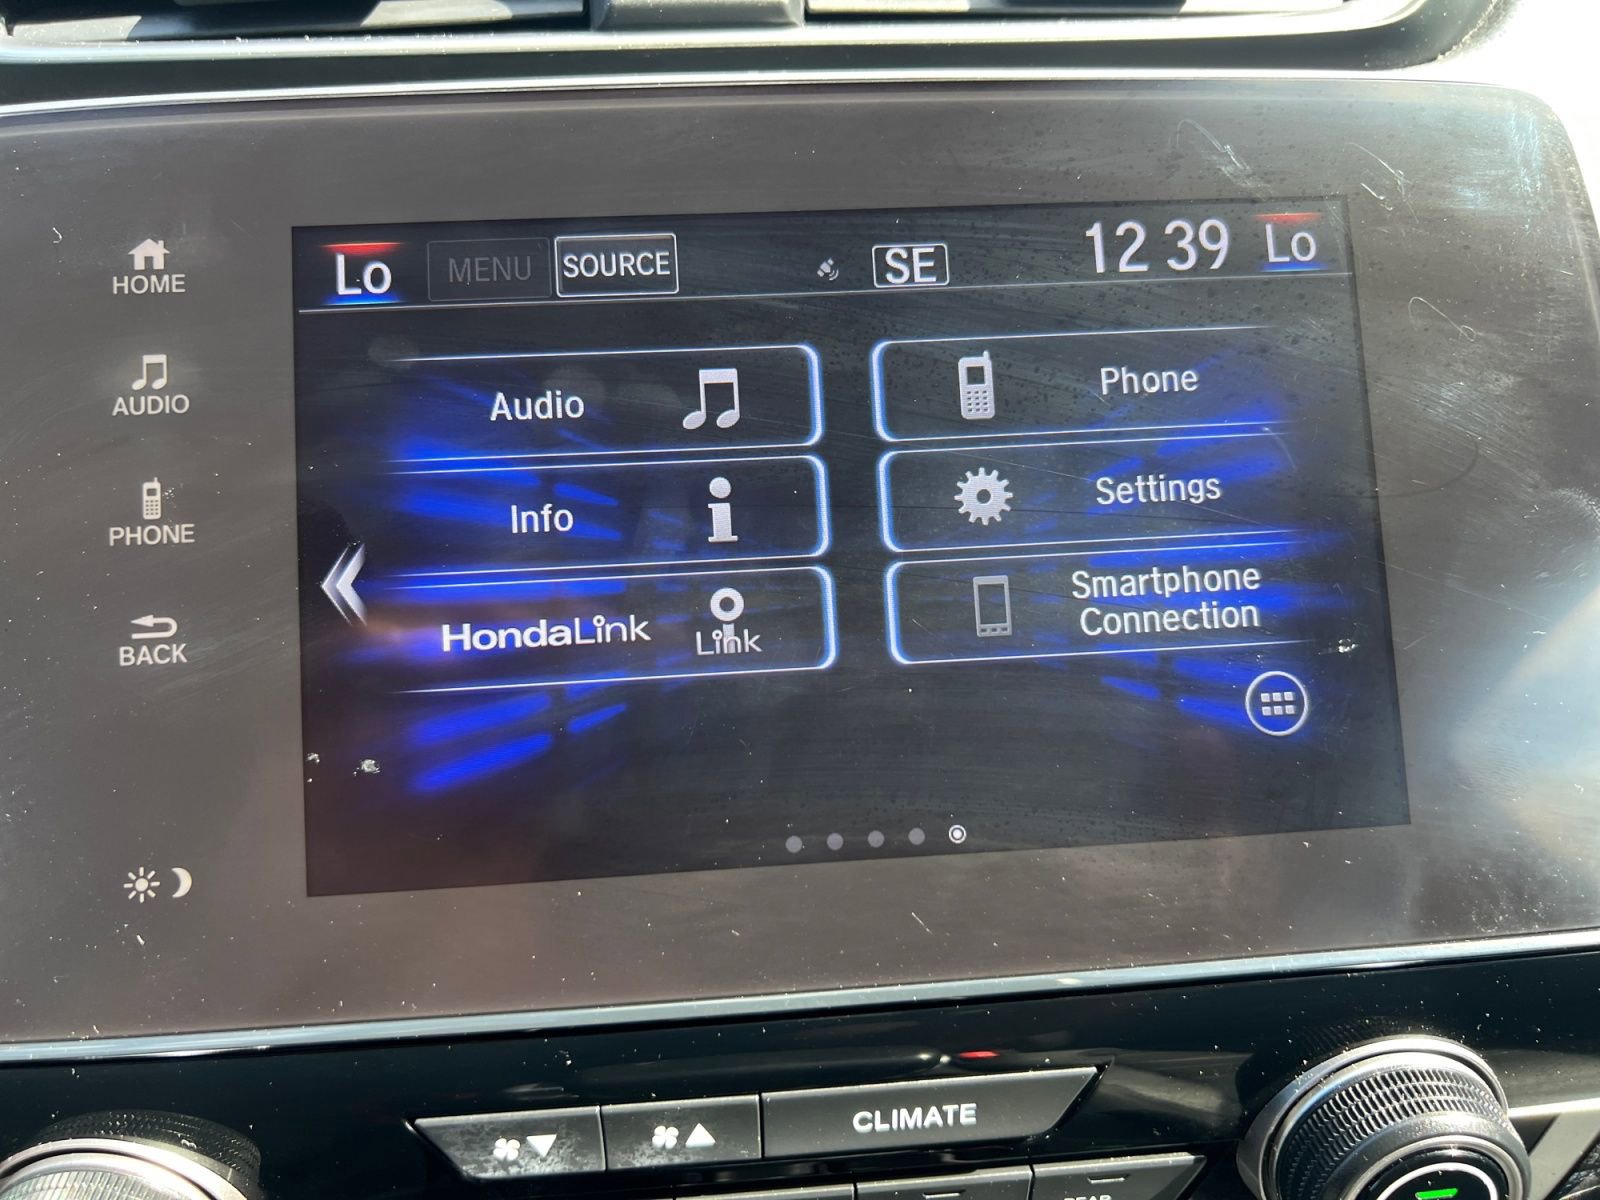 HOME
AUDIO
PHONE
BACK
Lo
MENU
SOURCE
SE
12 39
Lo
Audio
Phone
Info
Settings
HondaLink
Link
Smartphone
Connection
CLIMATE
REAR